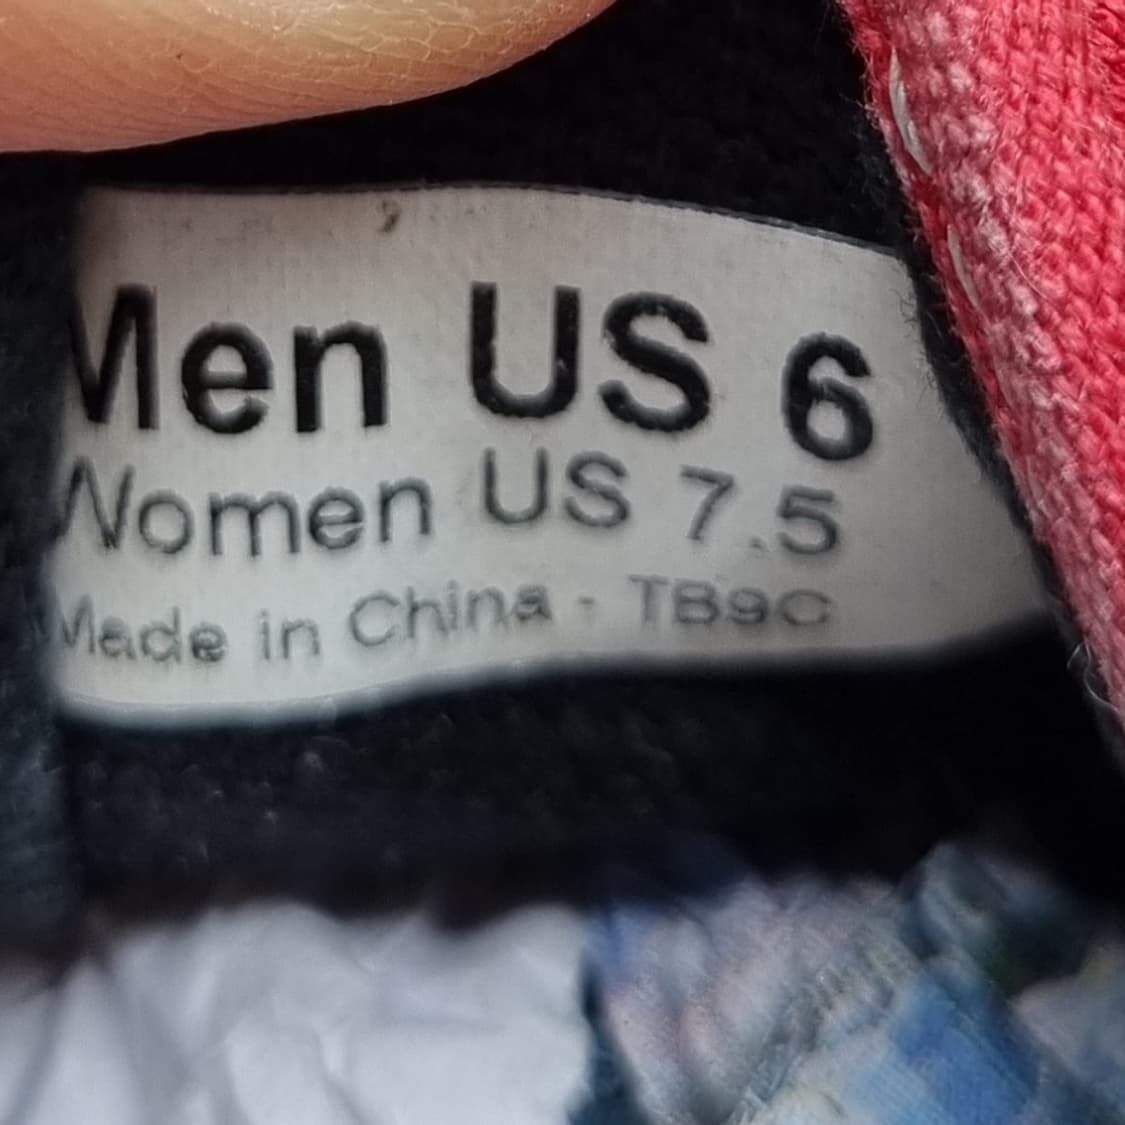 Men US 6
Women US 7.5
Made in China - TB9C